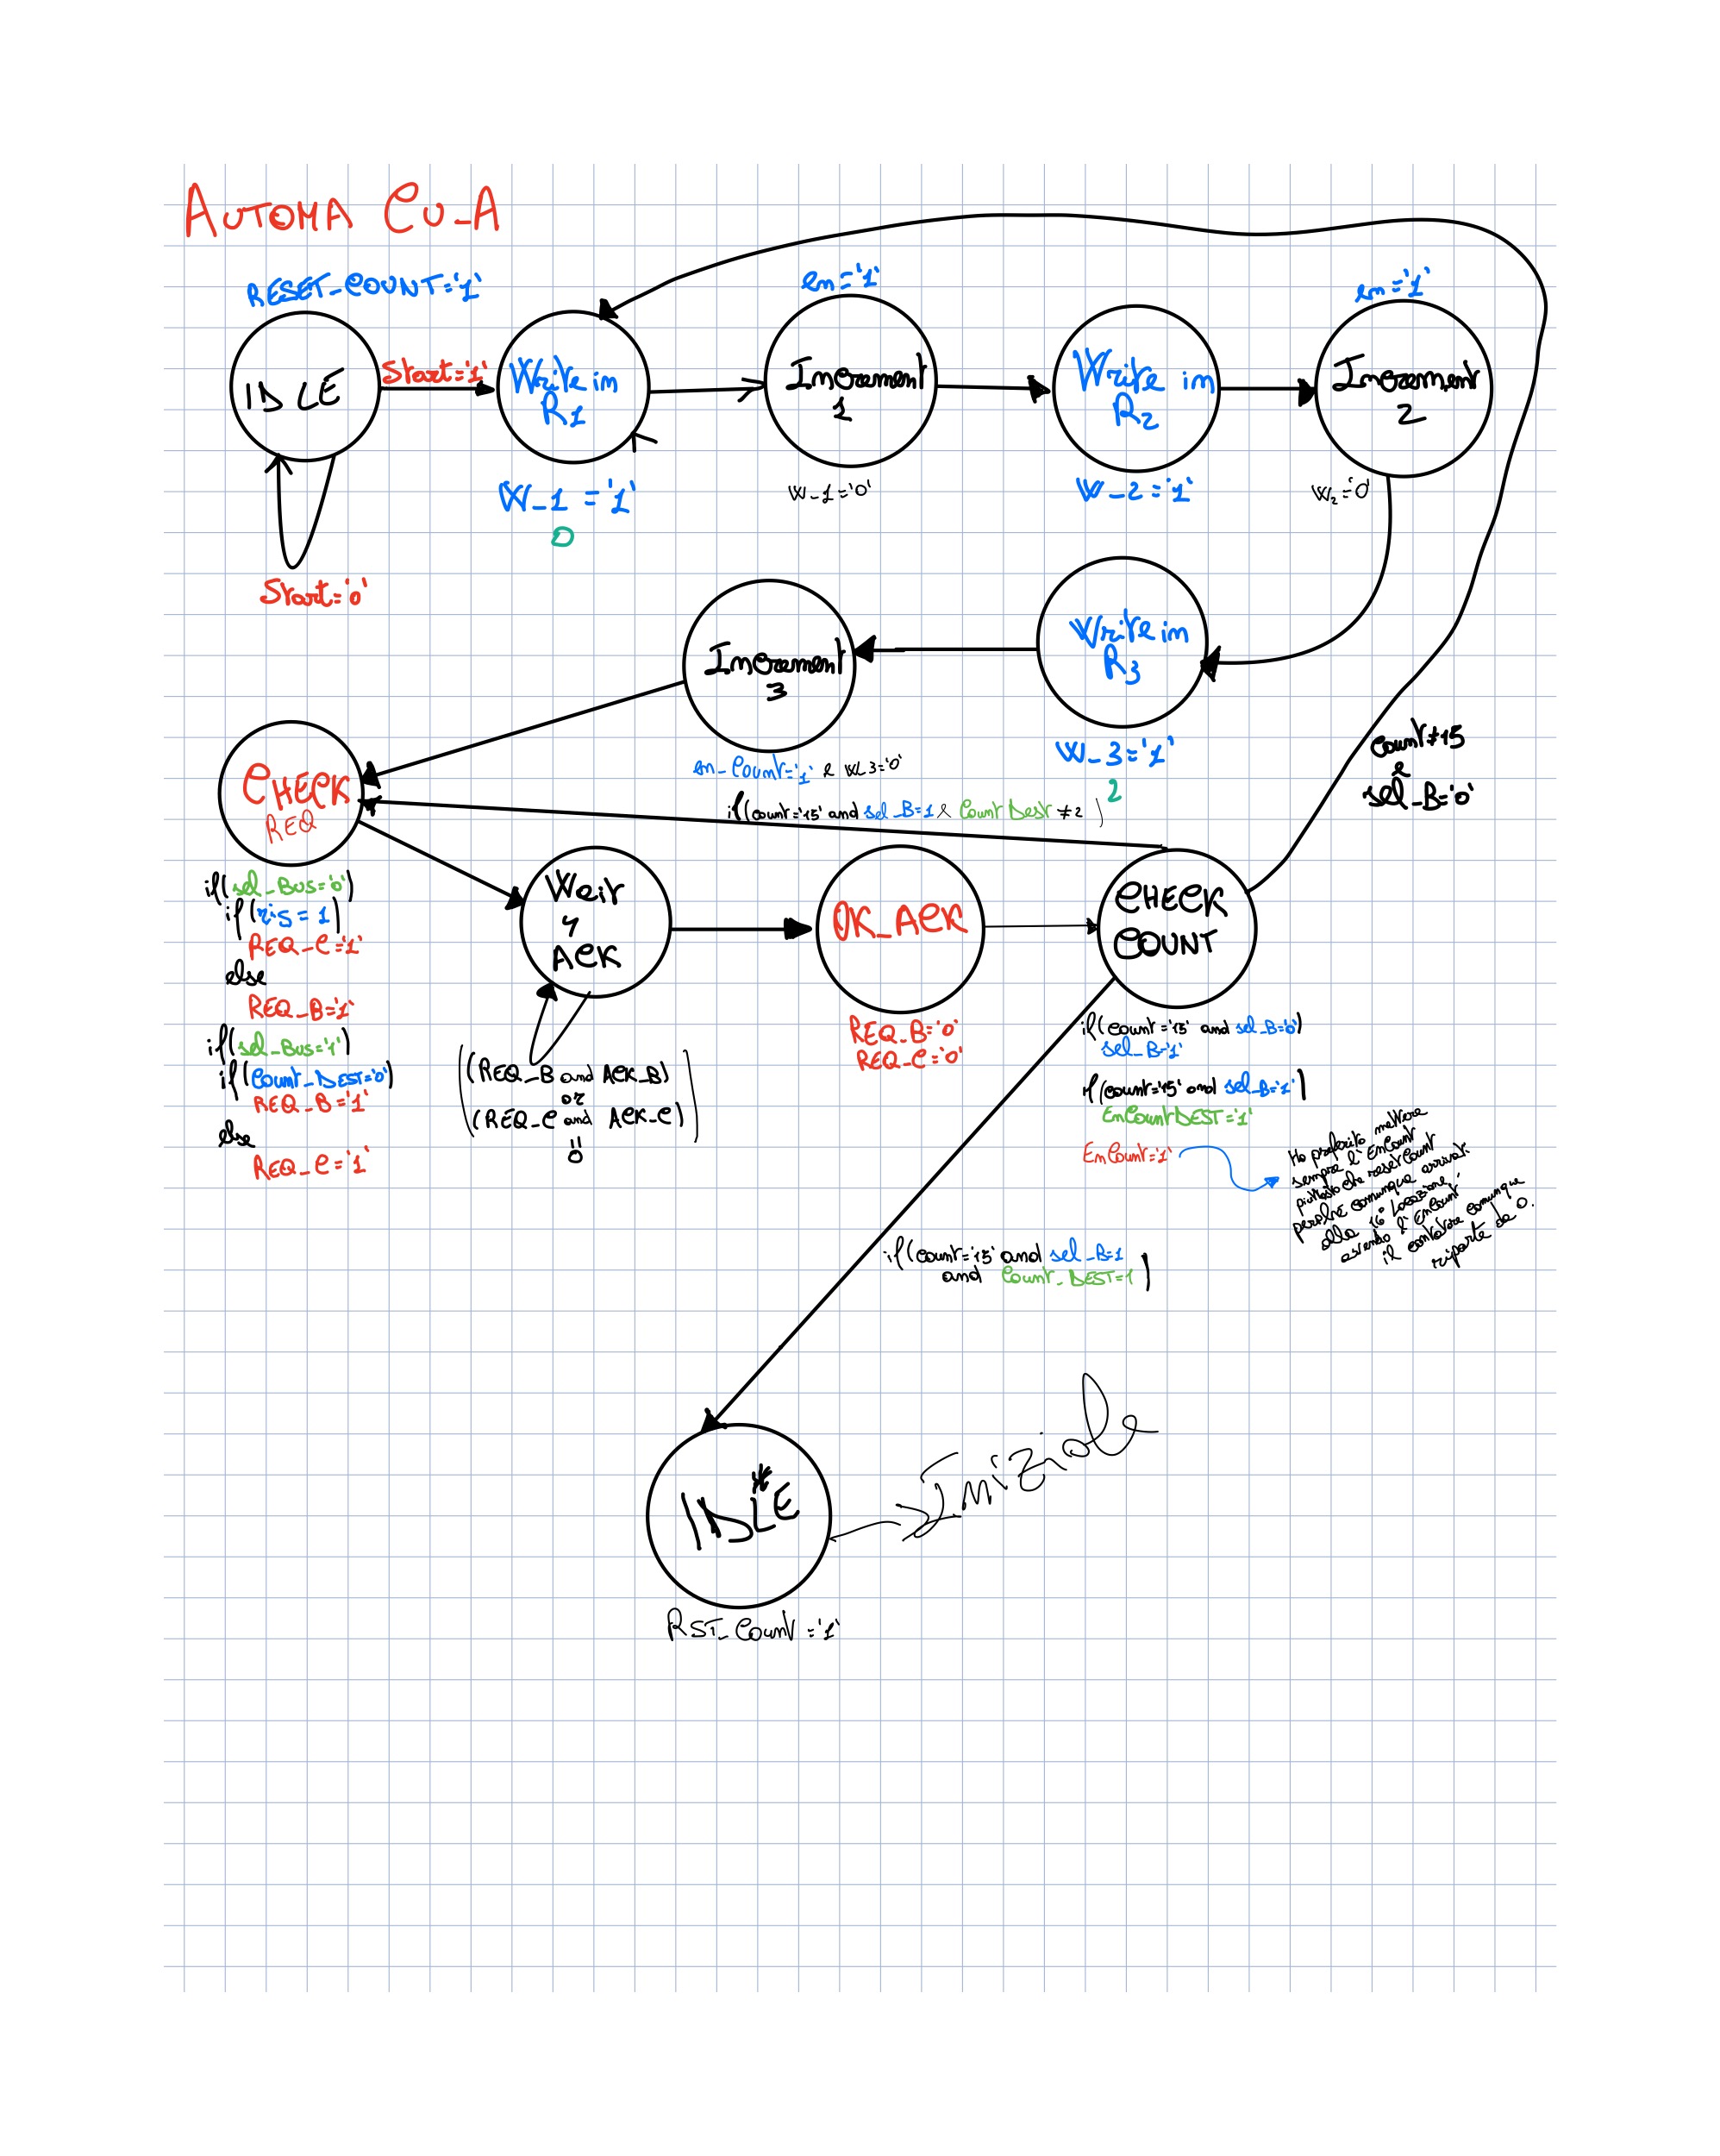 AUTOMA CU_A
RESET_COUNT='1'
IDLE
Start='1'
Start='0'
Write in
R1
W_1='1'
0
en='1'
Increment
1
W_1='0'
Write in
R2
W_2='1'
en='1'
Increment
2
W_2='0'
Write in
R3
W_3='1'
2
Increment
3
en_Count='1' e W_3='0'
if(count='15' and sel_B=1 & Count Dest ≠2 )
Count≠15
e
sel_B='0'
CHECK
REQ
if(sel_Bus='0')
if(ris=1)
REQ_C='1'
else
REQ_B='1'
if(sel_Bus='1')
if(Count_DEST='0')
REQ_B='1'
else
REQ_C='1'
Wait
4
ACK
((REQ_B and ACK_B)
or
(REQ_C and ACK_C))
=
0
OK_ACK
REQ_B='0'
REQ_C='0'
CHECK
COUNT
if(count='15' and sel_B='0')
sel_B='1'
if(count='15' and sel_B='1')
EnCountDEST='1'
EnCount='1'
Ho preferito mettere
sempre l'EnCount
piuttosto che resetCount
perché comunque arrivati
alla 16° locazione,
avendo l'EnCount
il contatore comunque
riparte da 0.
if(count='15' and sel_B=1
and Count_DEST=1 )
IDLE*
Iniziale
RST_Count='1'